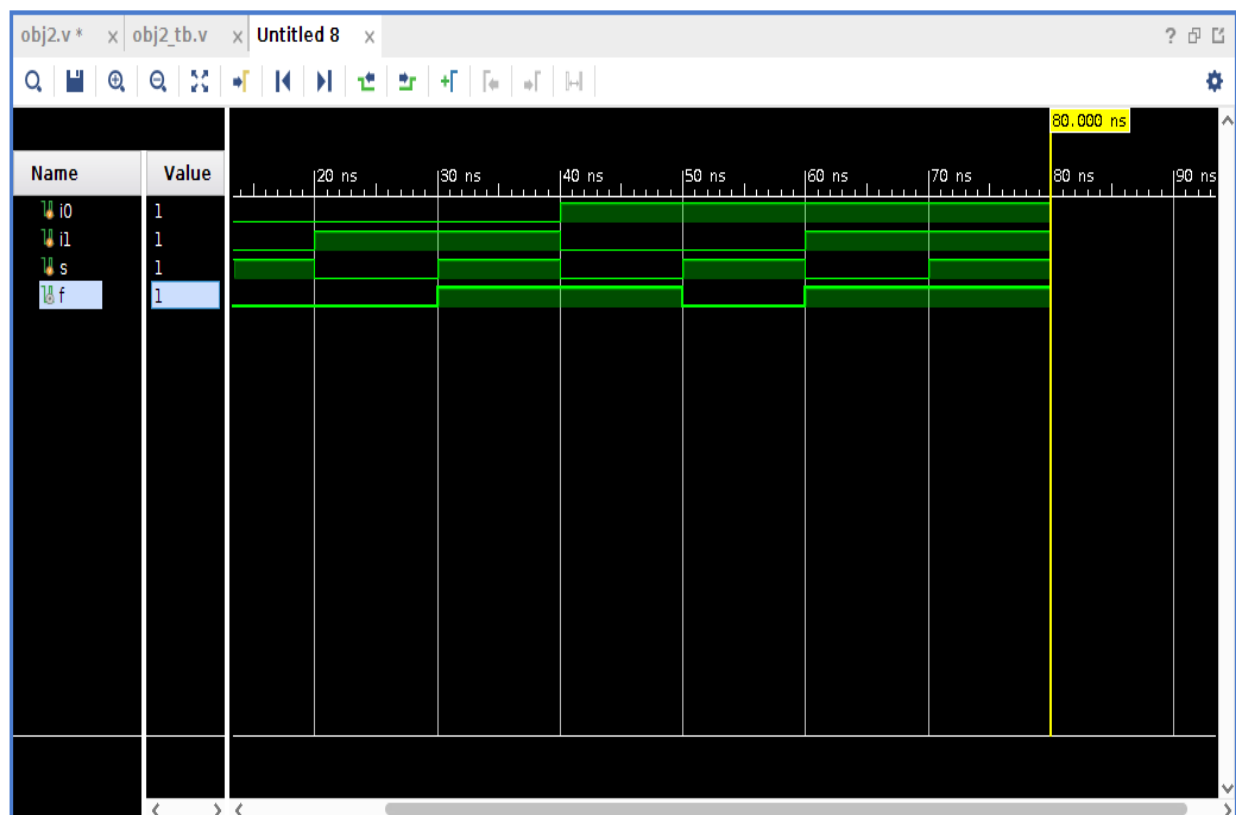 obj2.v * x obj2_tb.v x Untitled 8 x ?
80.000 ns
Name Value 20 ns 30 ns 40 ns 50 ns 60 ns 70 ns 80 ns 90 ns
i0 1
i1 1
s 1
f 1